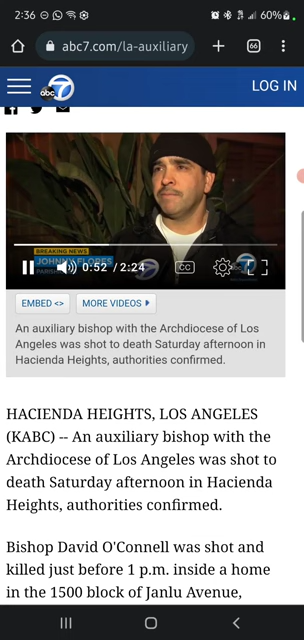 2:36
60%
abc7.com/la-auxiliary
66
abc 7
LOG IN
BREAKING NEWS
JOHNNY FLORES
0:52 / 2:24
CC
EMBED <>
MORE VIDEOS
An auxiliary bishop with the Archdiocese of Los
Angeles was shot to death Saturday afternoon in
Hacienda Heights, authorities confirmed.
HACIENDA HEIGHTS, LOS ANGELES
(KABC) -- An auxiliary bishop with the
Archdiocese of Los Angeles was shot to
death Saturday afternoon in Hacienda
Heights, authorities confirmed.
Bishop David O'Connell was shot and
killed just before 1 p.m. inside a home
in the 1500 block of Janlu Avenue,